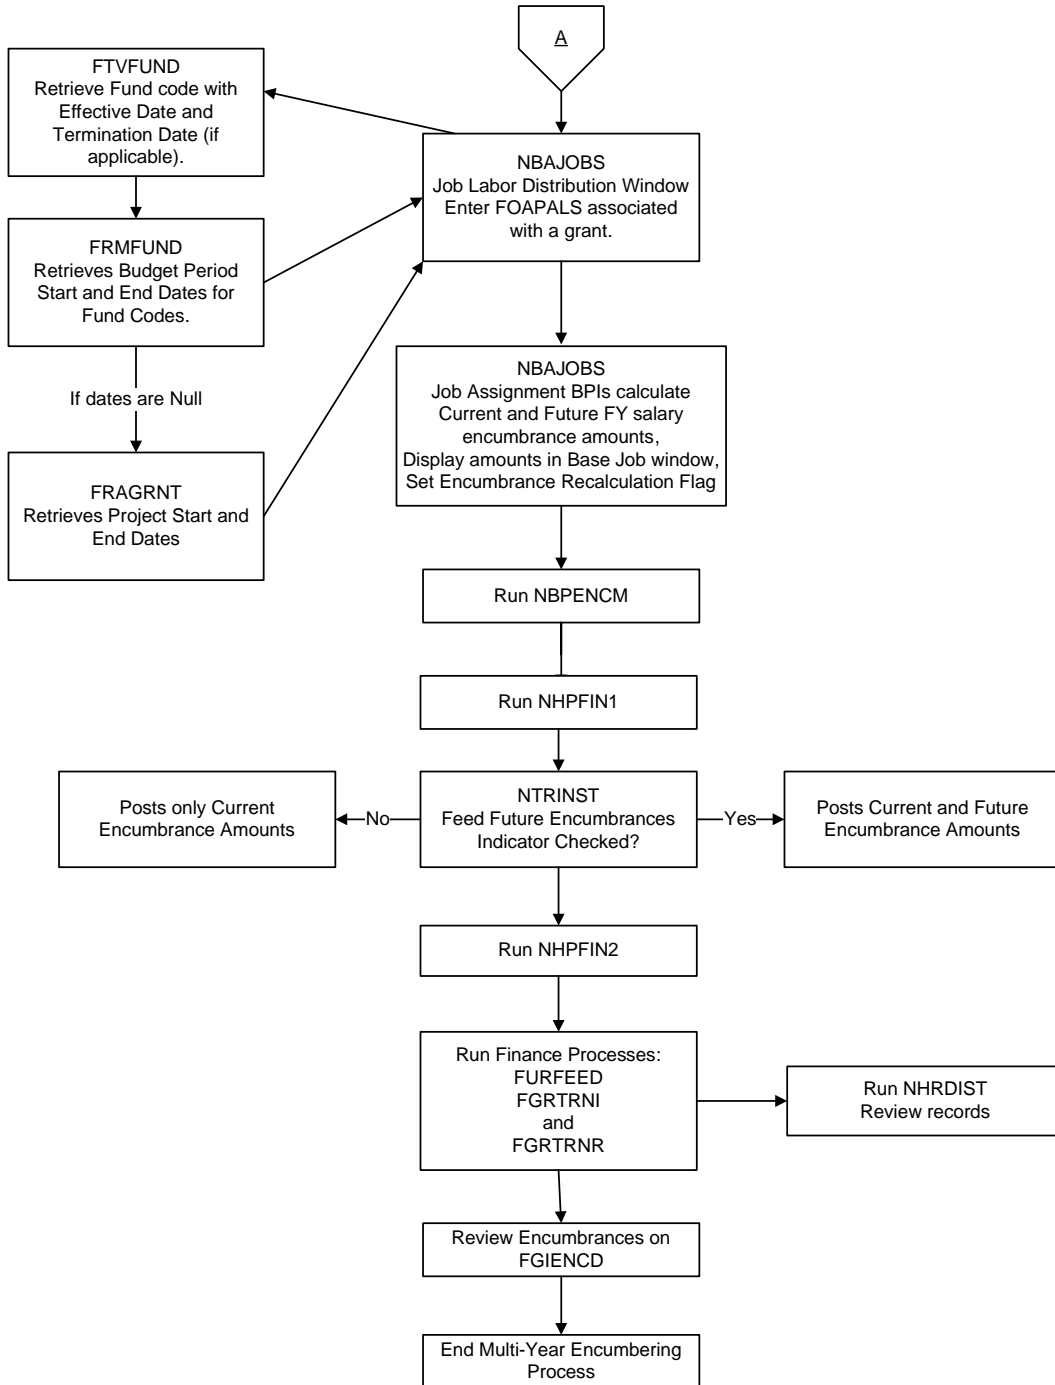 A
FTVFUND
Retrieve Fund code with
Effective Date and
Termination Date (if
applicable).
NBAJOBS
Job Labor Distribution Window
Enter FOAPALS associated
with a grant.
FRMFUND
Retrieves Budget Period
Start and End Dates for
Fund Codes.
If dates are Null
FRAGRNT
Retrieves Project Start and
End Dates
NBAJOBS
Job Assignment BPIs calculate
Current and Future FY salary
encumbrance amounts,
Display amounts in Base Job window,
Set Encumbrance Recalculation Flag
Run NBPENCM
Run NHPFIN1
Posts only Current
Encumbrance Amounts
No
NTRINST
Feed Future Encumbrances
Indicator Checked?
Yes
Posts Current and Future
Encumbrance Amounts
Run NHPFIN2
Run Finance Processes:
FURFEED
FGRTRNI
and
FGRTRNR
Run NHRDIST
Review records
Review Encumbrances on
FGIENCD
End Multi-Year Encumbering
Process